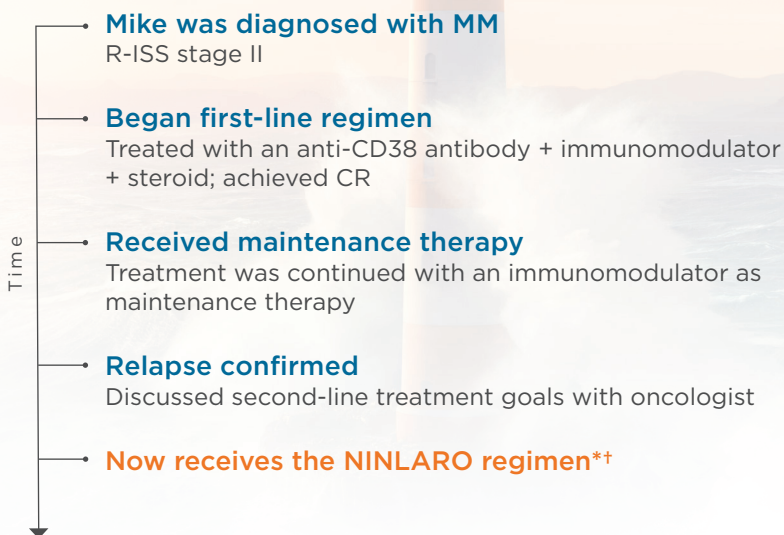 Mike was diagnosed with MM
R-ISS stage II
Began first-line regimen
Treated with an anti-CD38 antibody + immunomodulator
+ steroid; achieved CR
Time
Received maintenance therapy
Treatment was continued with an immunomodulator as
maintenance therapy
Relapse confirmed
Discussed second-line treatment goals with oncologist
Now receives the NINLARO regimen*†